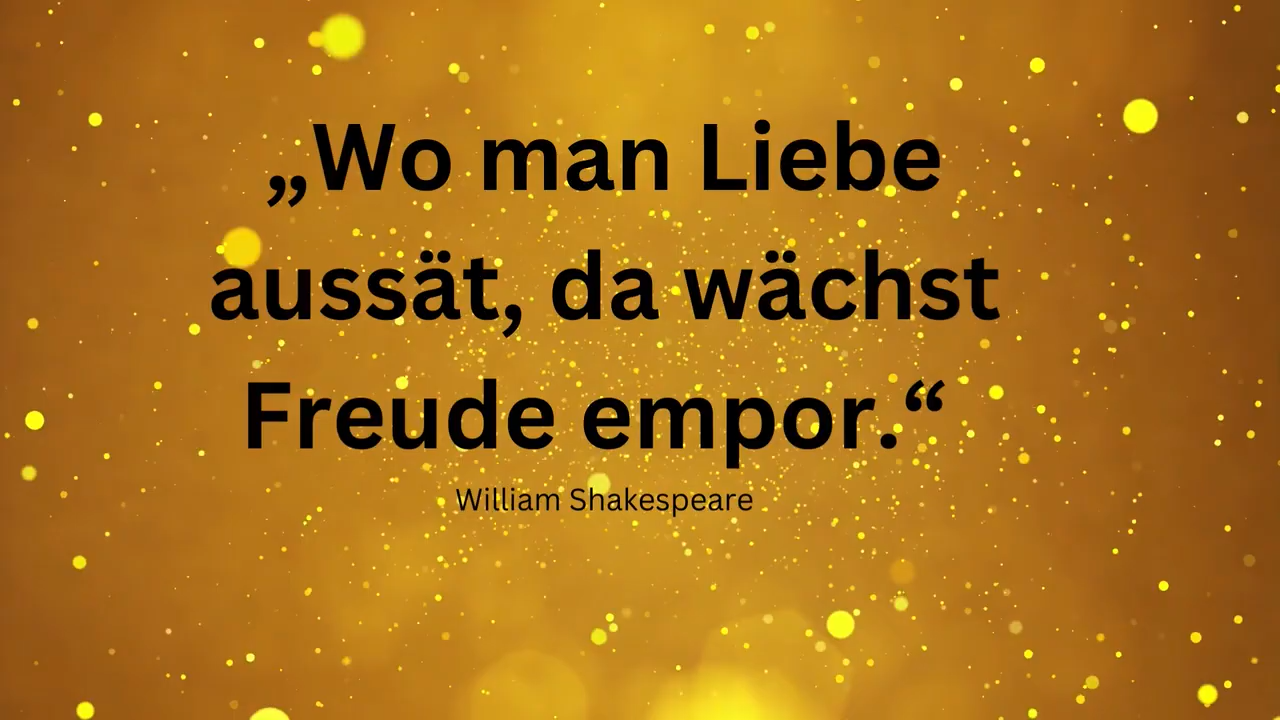 „Wo man Liebe
aussät, da wächst
Freude empor.“
William Shakespeare